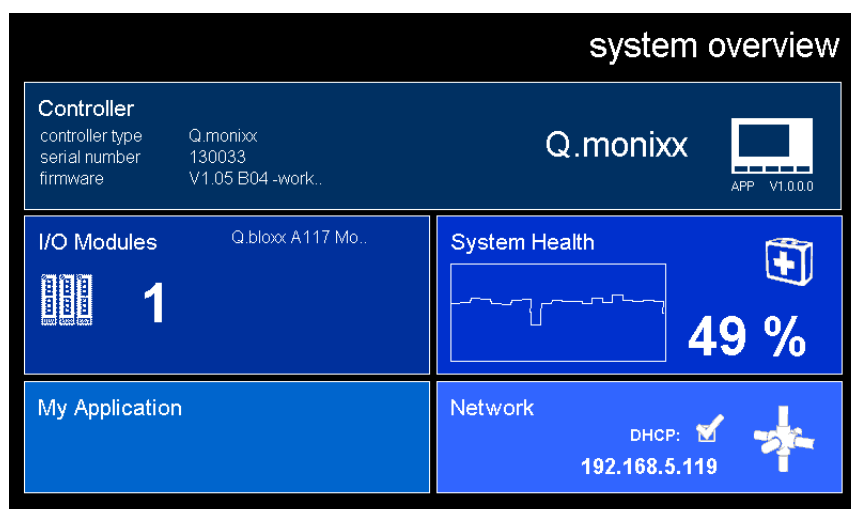 system overview
Controller
controller type Q.monixx
serial number 130033
firmware V1.05 B04 -work..
Q.monixx
APP V1.0.0.0
I/O Modules Q.bloxx A117 Mo..
1
System Health
49 %
My Application
Network
DHCP:
192.168.5.119